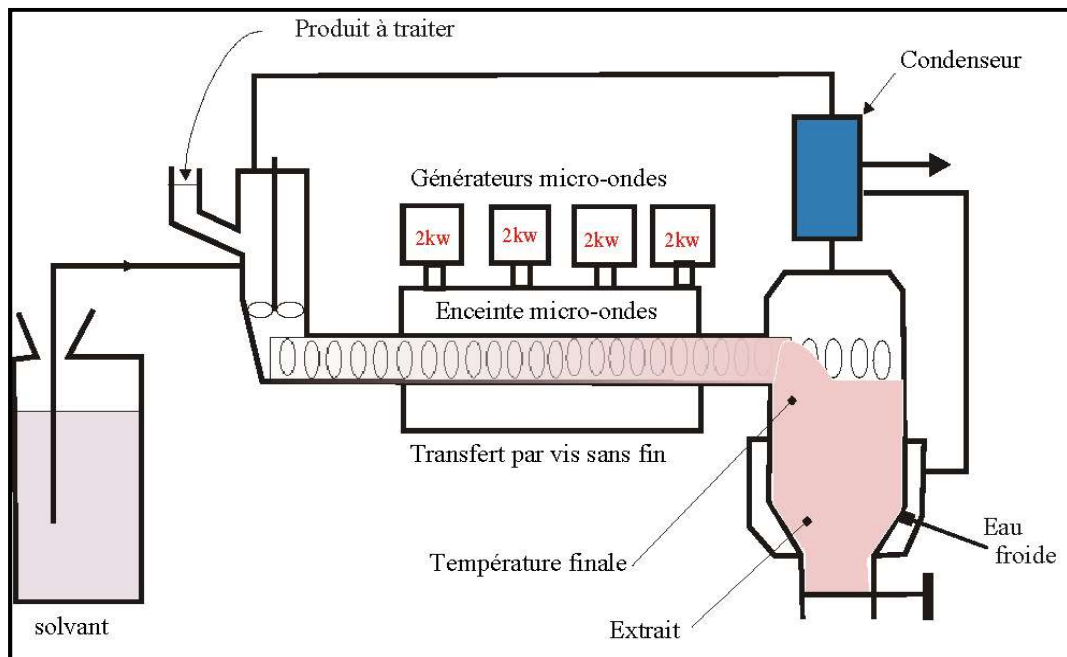 Produit à traiter
Condenseur
Générateurs micro-ondes
2kw
2kw
2kw
2kw
Enceinte micro-ondes
Transfert par vis sans fin
Eau
froide
Température finale
Extrait
solvant